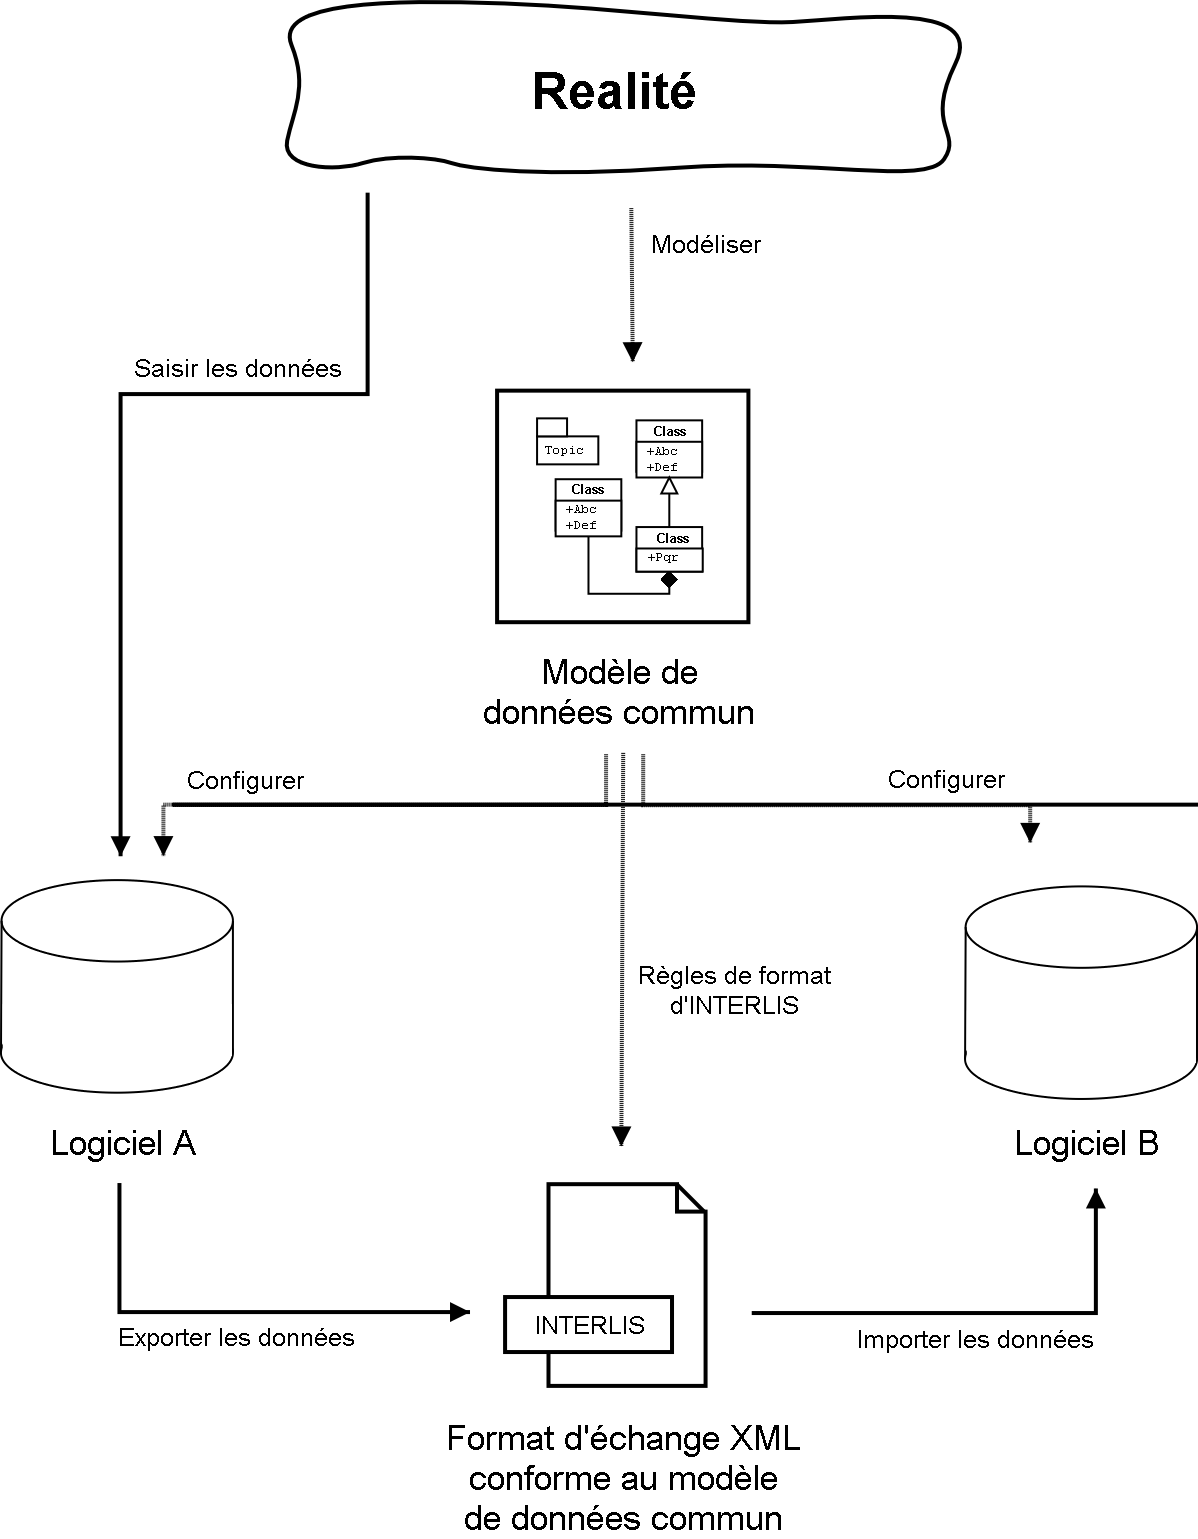 Realité
Modéliser
Saisir les données
Topic
Class
+Abc
+Def
Class
+Abc
+Def
Class
+Pqr
Modèle de
données commun
Configurer
Configurer
Règles de format
d'INTERLIS
Logiciel A
Logiciel B
INTERLIS
Exporter les données
Importer les données
Format d'échange XML
conforme au modèle
de données commun